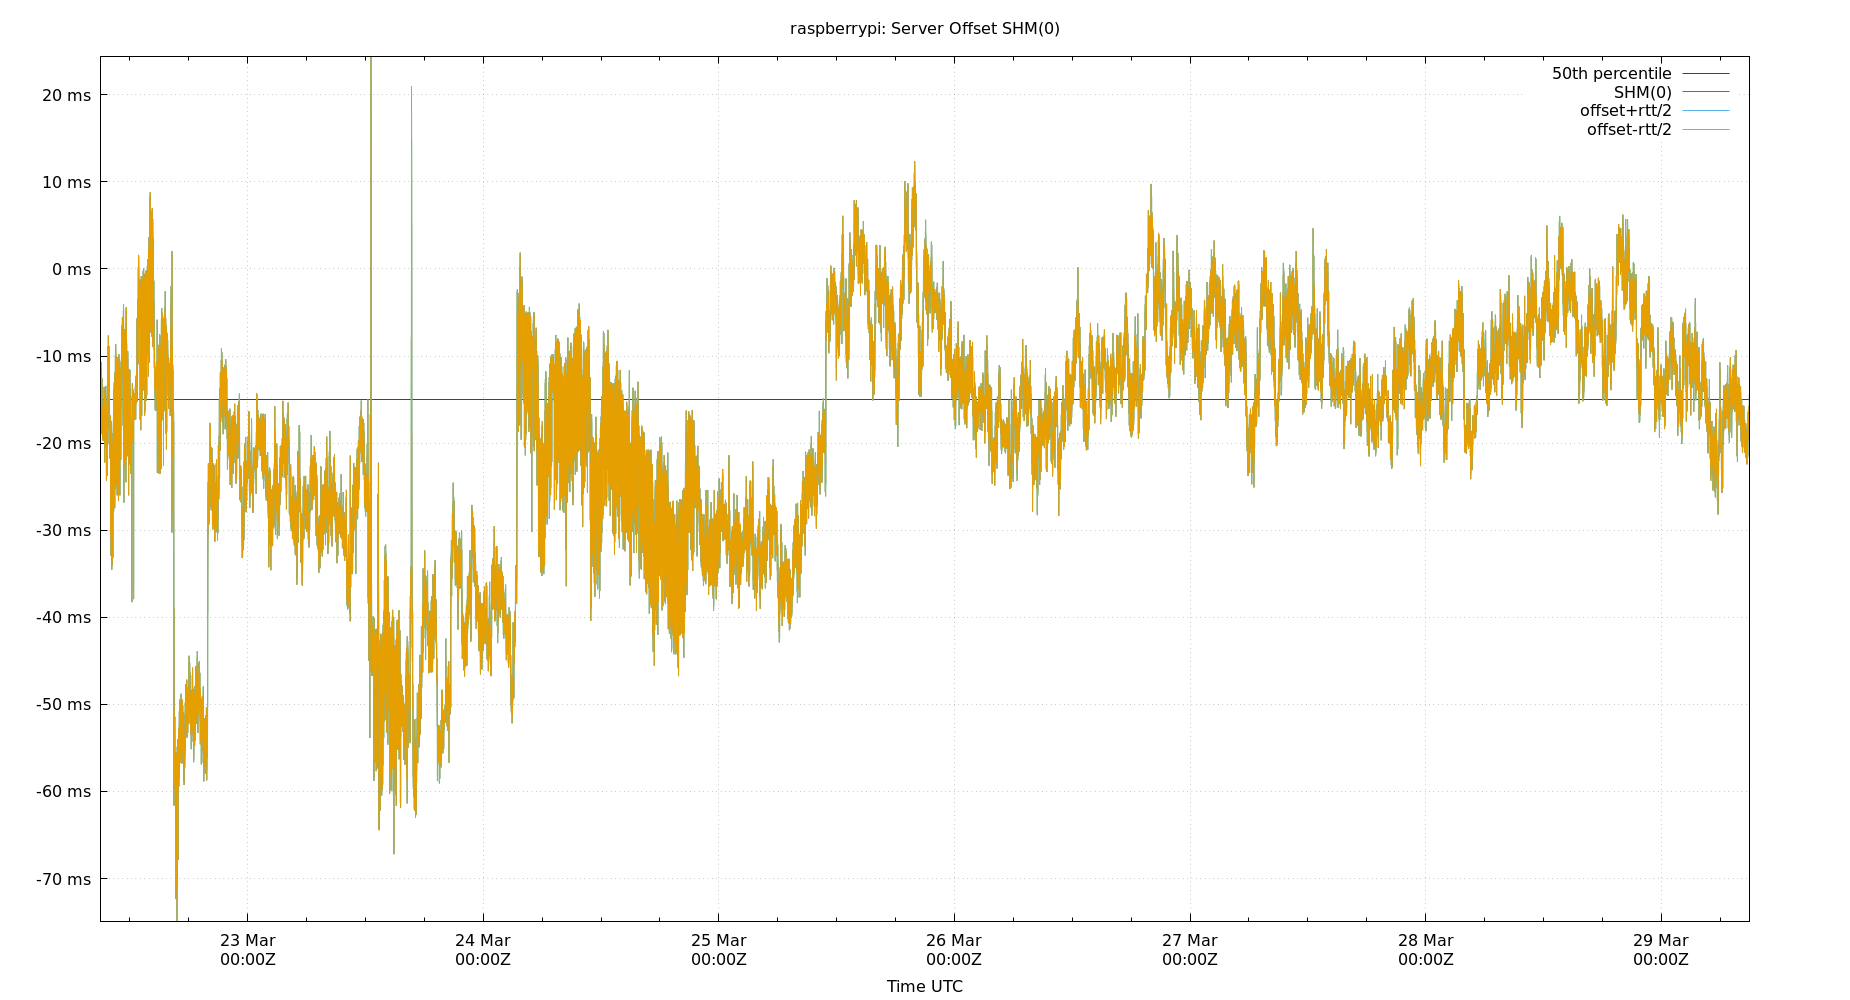 raspberrypi: Server Offset SHM(0)
50th percentile
SHM(0)
offset+rtt/2
offset-rtt/2
20 ms
10 ms
0 ms
-10 ms
-20 ms
-30 ms
-40 ms
-50 ms
-60 ms
-70 ms
23 Mar 24 Mar 25 Mar 26 Mar 27 Mar 28 Mar 29 Mar
00:00Z 00:00Z 00:00Z 00:00Z 00:00Z 00:00Z 00:00Z
Time UTC